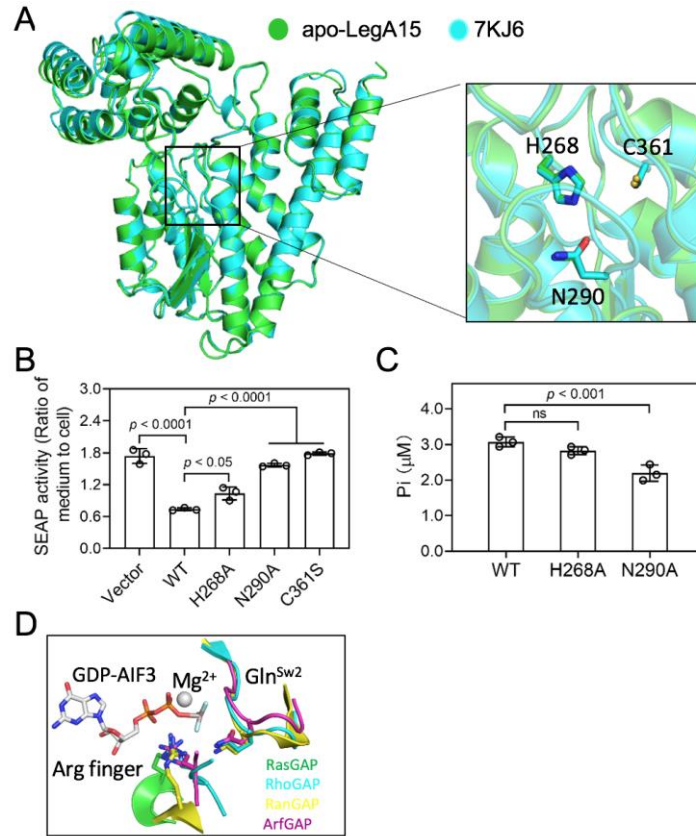 A
apo-LegA15 7KJ6
H268 C361
N290
B
SEAP activity (Ratio of
medium to cell)
3.0
2.4
1.8
1.2
0.6
0.0
p < 0.0001
p < 0.0001
p < 0.05
Vector WT H268A N290A C361S
C
Pi (μM)
4.0
3.0
2.0
1.0
0.0
p < 0.001
ns
WT H268A N290A
D
GDP-AlF3 Mg2+ GlnSw2
Arg finger
RasGAP
RhoGAP
RanGAP
ArfGAP